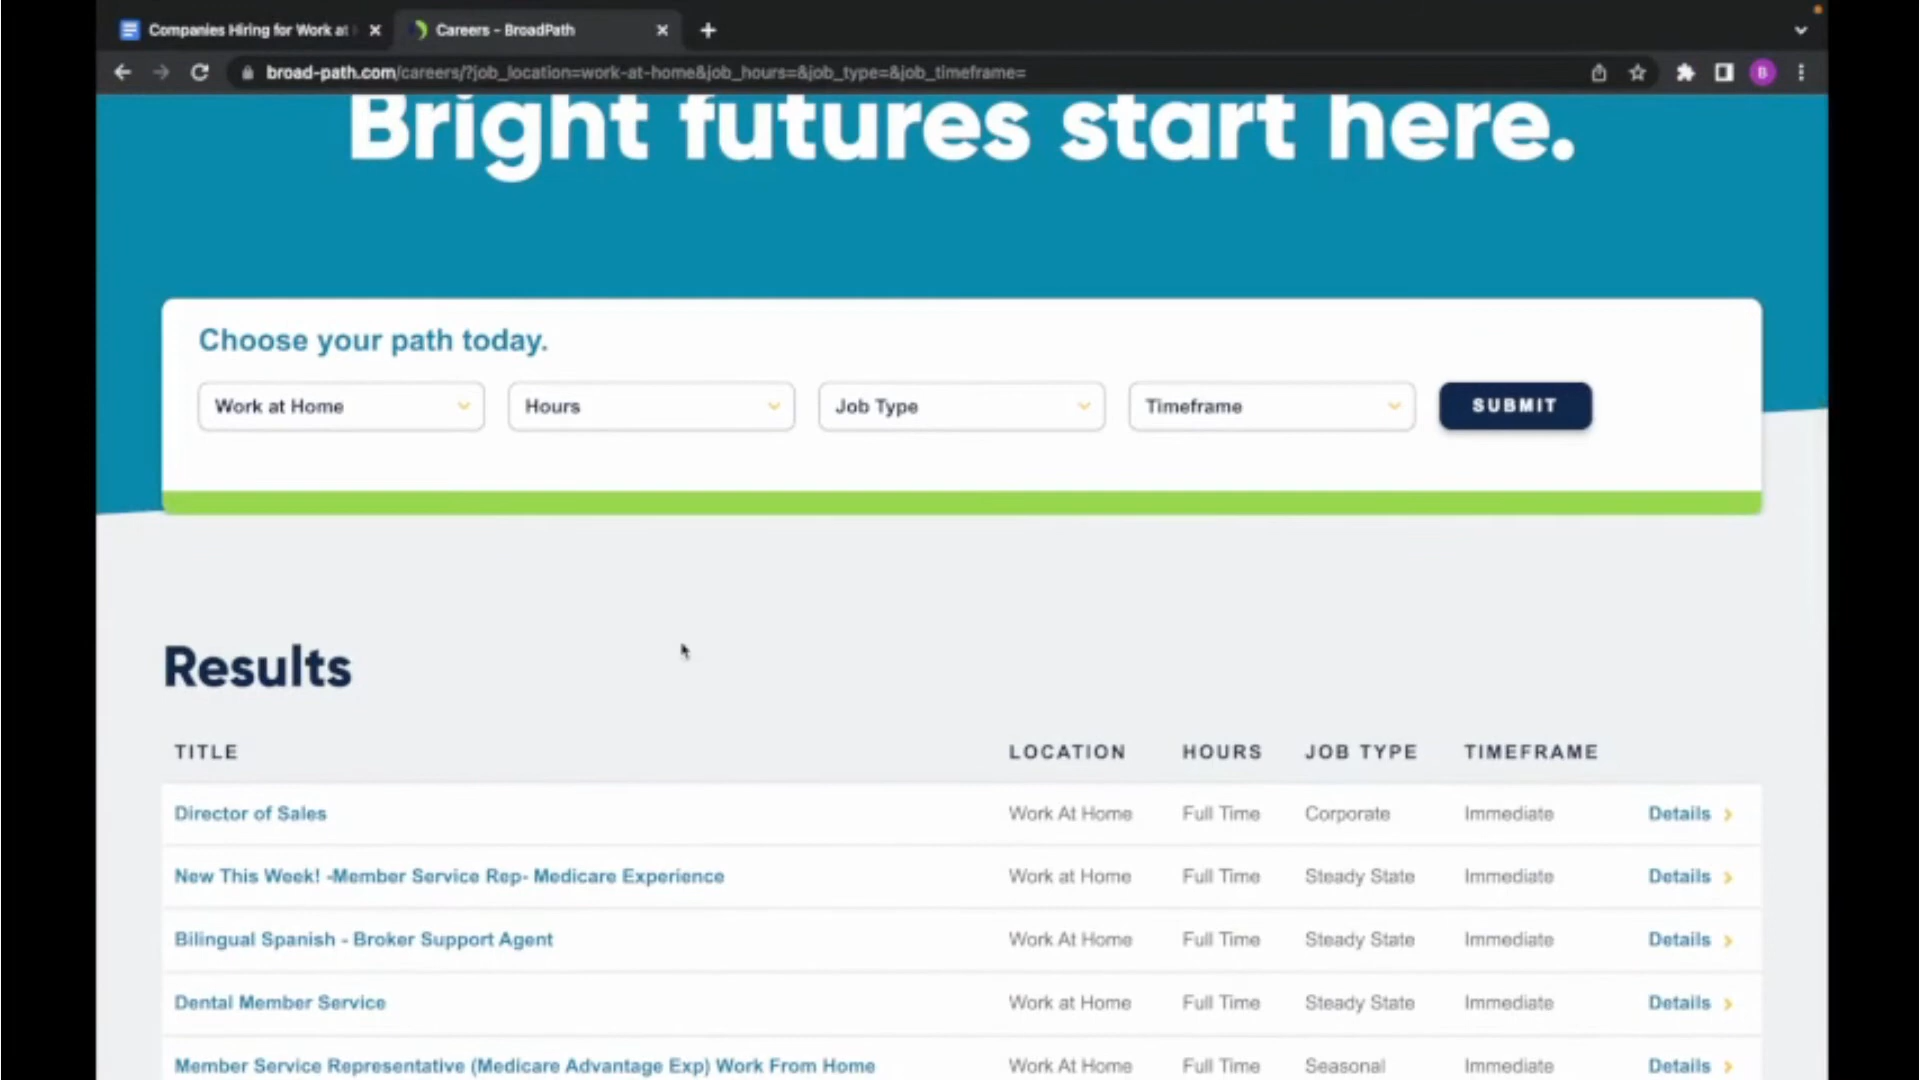 Companies Hiring for Work at
Careers – BroadPath
broad-path.com/careers/?job_location=work-at-home&job_hours=&job_type=&job_timeframe=
B
Bright futures start here.
Choose your path today.
Work at Home
Hours
Job Type
Timeframe
SUBMIT
Results
TITLE LOCATION HOURS JOB TYPE TIMEFRAME
Director of Sales Work At Home Full Time Corporate Immediate Details
New This Week! -Member Service Rep- Medicare Experience Work at Home Full Time Steady State Immediate Details
Bilingual Spanish - Broker Support Agent Work At Home Full Time Steady State Immediate Details
Dental Member Service Work at Home Full Time Steady State Immediate Details
Member Service Representative (Medicare Advantage Exp) Work From Home Work At Home Full Time Seasonal Immediate Details